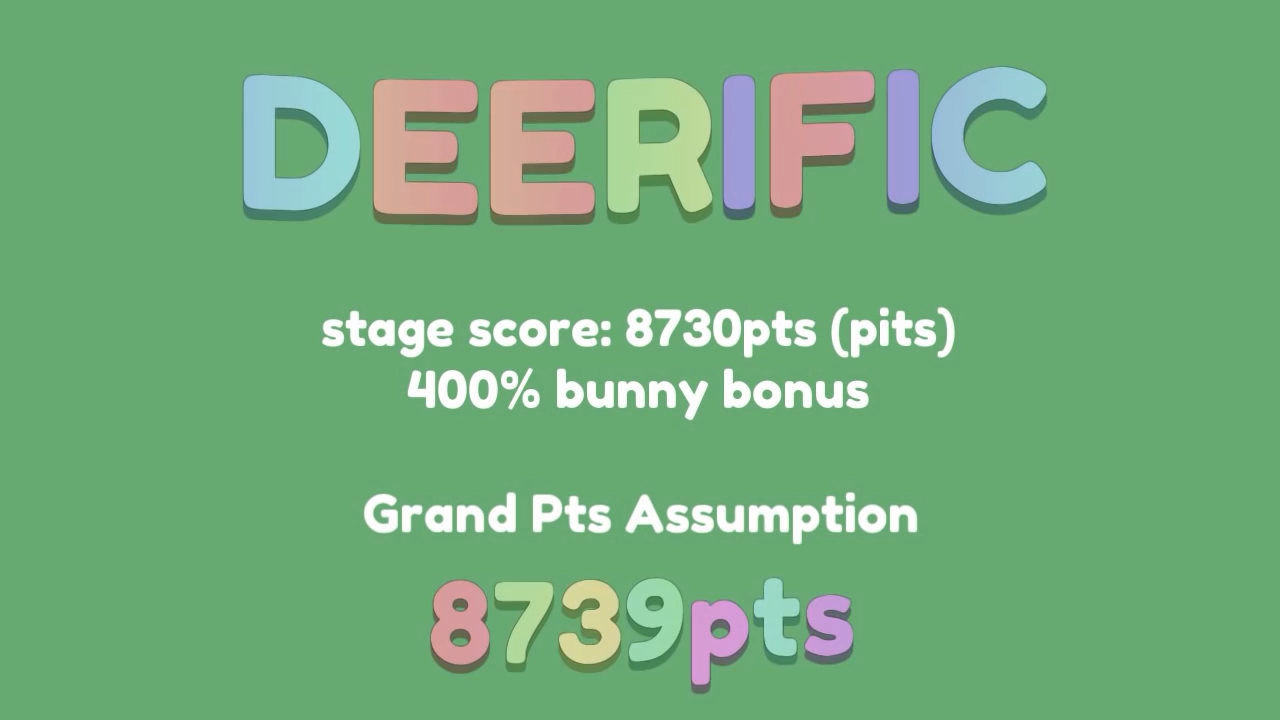 DEERIFIC
stage score: 8730pts (pits)
400% bunny bonus
Grand Pts Assumption
8739pts